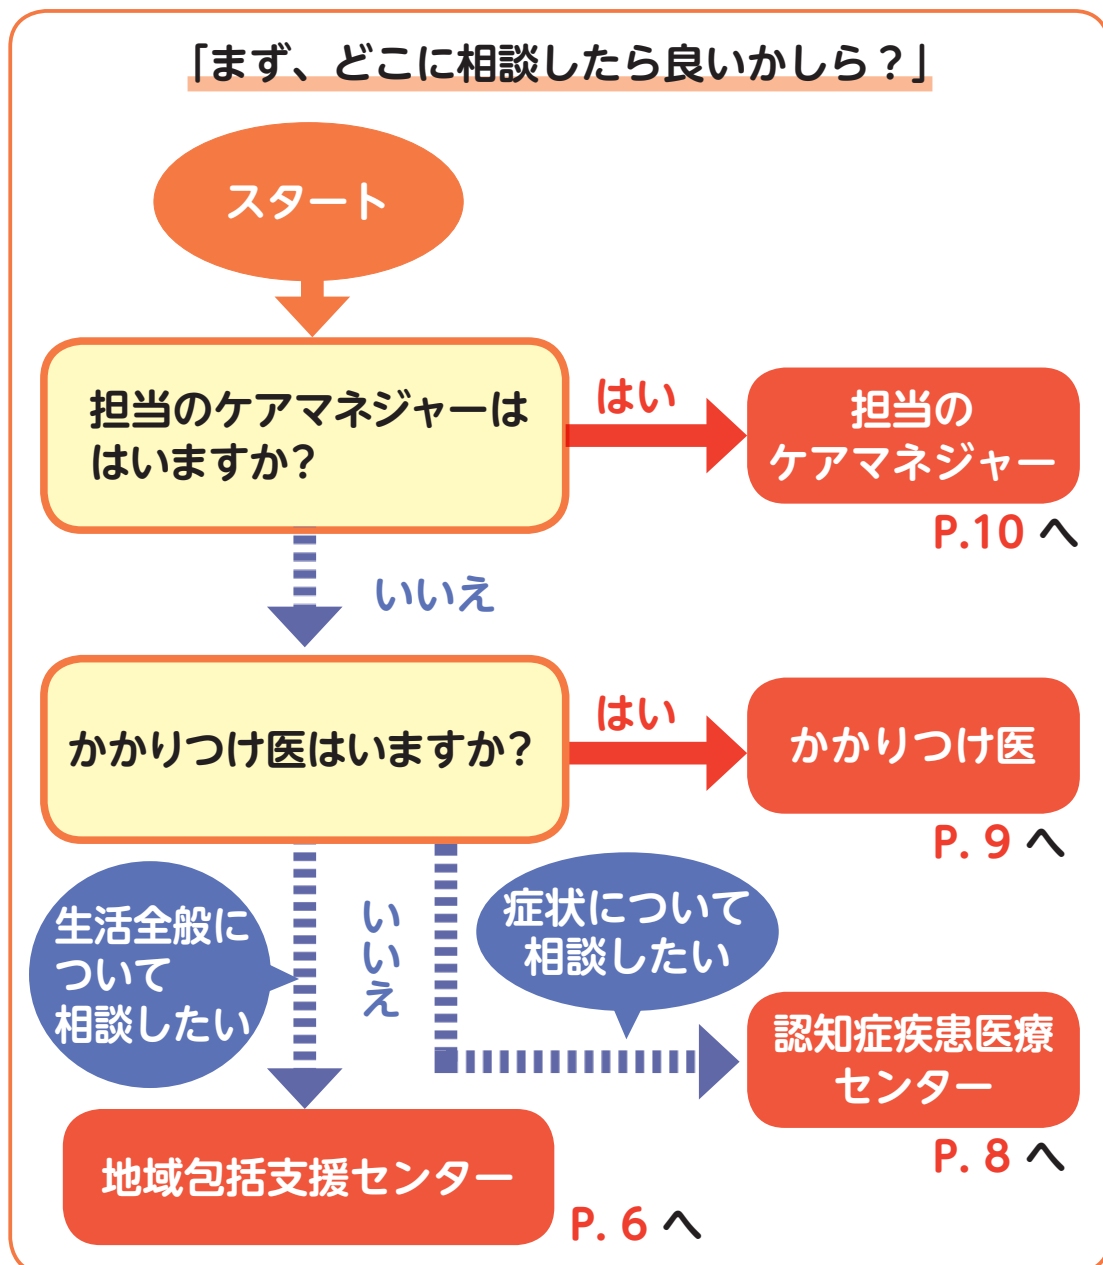 「まず、どこに相談したら良いかしら？」
スタート
担当のケアマネジャーは
はいますか？
はい
担当の
ケアマネジャー
P.10 へ
いいえ
かかりつけ医はいますか？
はい
かかりつけ医
P. 9 へ
生活全般に
ついて
相談したい
いいえ
症状について
相談したい
認知症疾患医療
センター
P. 8 へ
地域包括支援センター
P. 6 へ